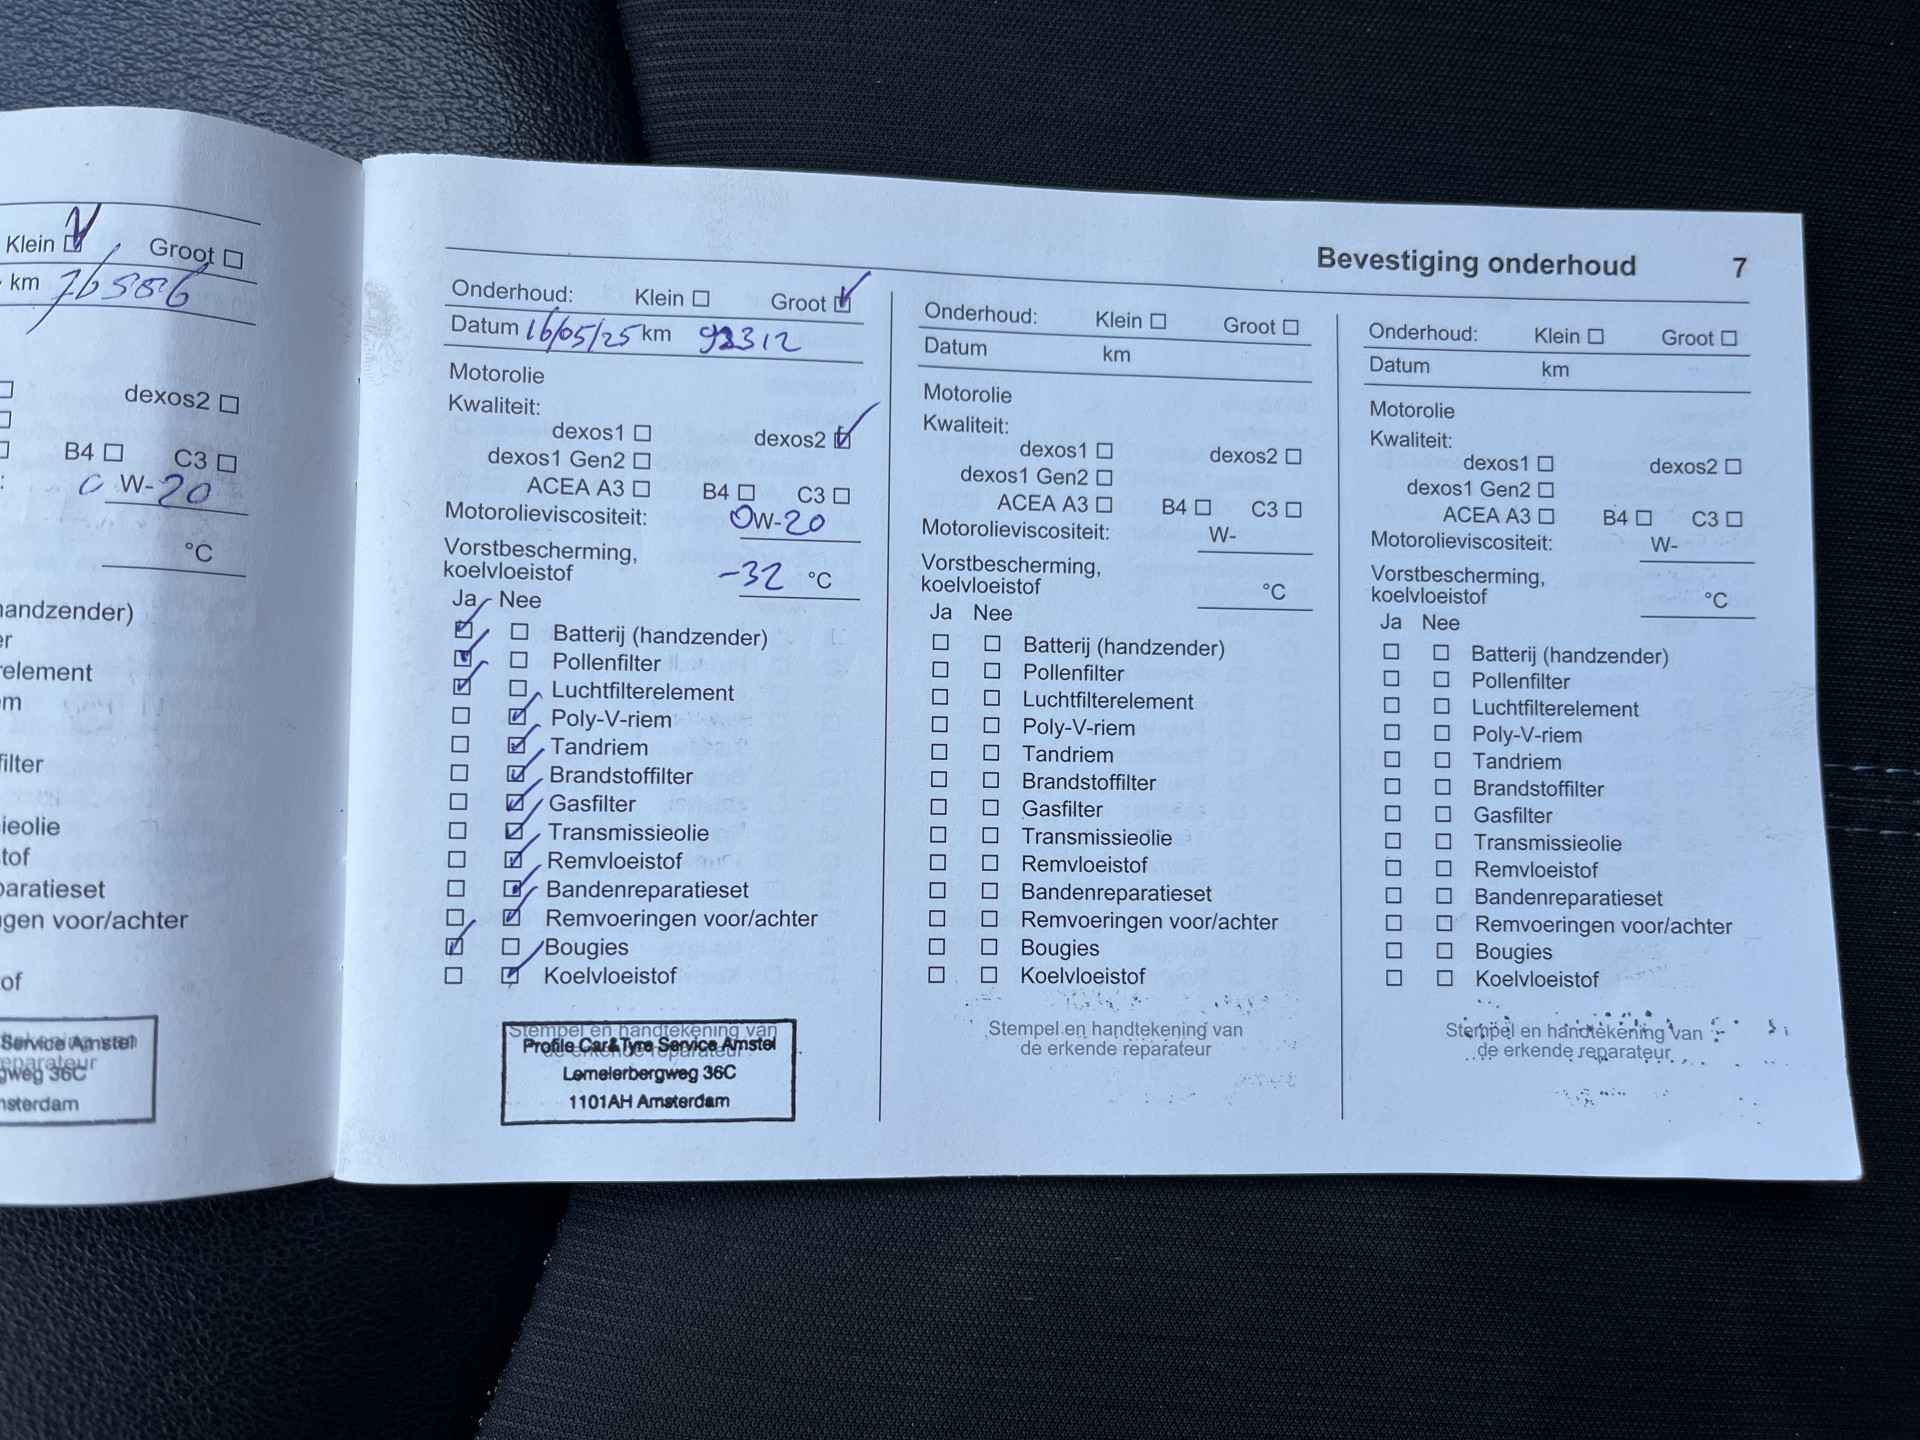 Klein Groot
km 76586
dexos2
B4 C3
: 0 W-20
°C
handzender)
er
relement
filter
sieolie
tof
paratieset
ngen voor/achter
of
Service Amstel
gweg 36C
Amsterdam
Bevestiging onderhoud 7
Onderhoud: Klein Groot
Datum 16/05/25 km 92312
Motorolie
Kwaliteit:
dexos1 dexos2
dexos1 Gen2
ACEA A3 B4 C3
Motorolieviscositeit: 0W-20
Vorstbescherming,
koelvloeistof -32 °C
Ja Nee
Batterij (handzender)
Pollenfilter
Luchtfilterelement
Poly-V-riem
Tandriem
Brandstoffilter
Gasfilter
Transmissieolie
Remvloeistof
Bandenreparatieset
Remvoeringen voor/achter
Bougies
Koelvloeistof
Stempel en handtekening van
de erkende reparateur
Profile Car & Tyre Service Amstel
Lemelerbergweg 36C
1101AH Amsterdam
Onderhoud: Klein Groot
Datum km
Motorolie
Kwaliteit:
dexos1 dexos2
dexos1 Gen2
ACEA A3 B4 C3
Motorolieviscositeit: W-
Vorstbescherming,
koelvloeistof °C
Ja Nee
Batterij (handzender)
Pollenfilter
Luchtfilterelement
Poly-V-riem
Tandriem
Brandstoffilter
Gasfilter
Transmissieolie
Remvloeistof
Bandenreparatieset
Remvoeringen voor/achter
Bougies
Koelvloeistof
Stempel en handtekening van
de erkende reparateur
Onderhoud: Klein Groot
Datum km
Motorolie
Kwaliteit:
dexos1 dexos2
dexos1 Gen2
ACEA A3 B4 C3
Motorolieviscositeit: W-
Vorstbescherming,
koelvloeistof °C
Ja Nee
Batterij (handzender)
Pollenfilter
Luchtfilterelement
Poly-V-riem
Tandriem
Brandstoffilter
Gasfilter
Transmissieolie
Remvloeistof
Bandenreparatieset
Remvoeringen voor/achter
Bougies
Koelvloeistof
Stempel en handtekening van
de erkende reparateur